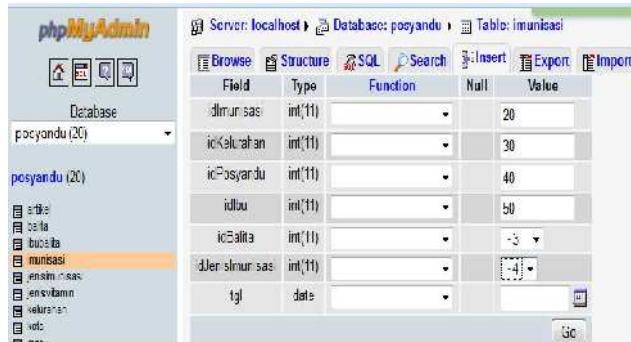 phpMyAdmin
Server: localhost Database: posyandu Table: imunisasi
Browse Structure SQL Search Insert Export Import
Field Type Function Null Value
idImunisasi int(11) 20
idKelurahan int(11) 30
idPosyandu int(11) 40
idIbu int(11) 50
idBalita int(11) -3
idJenisImunisasi int(11) -4
tgl date
Go
Database
posyandu (20)
posyandu (20)
artikel
balita
ibubalita
imunisasi
jenisimunisasi
jenisvitamin
kelurahan
kota